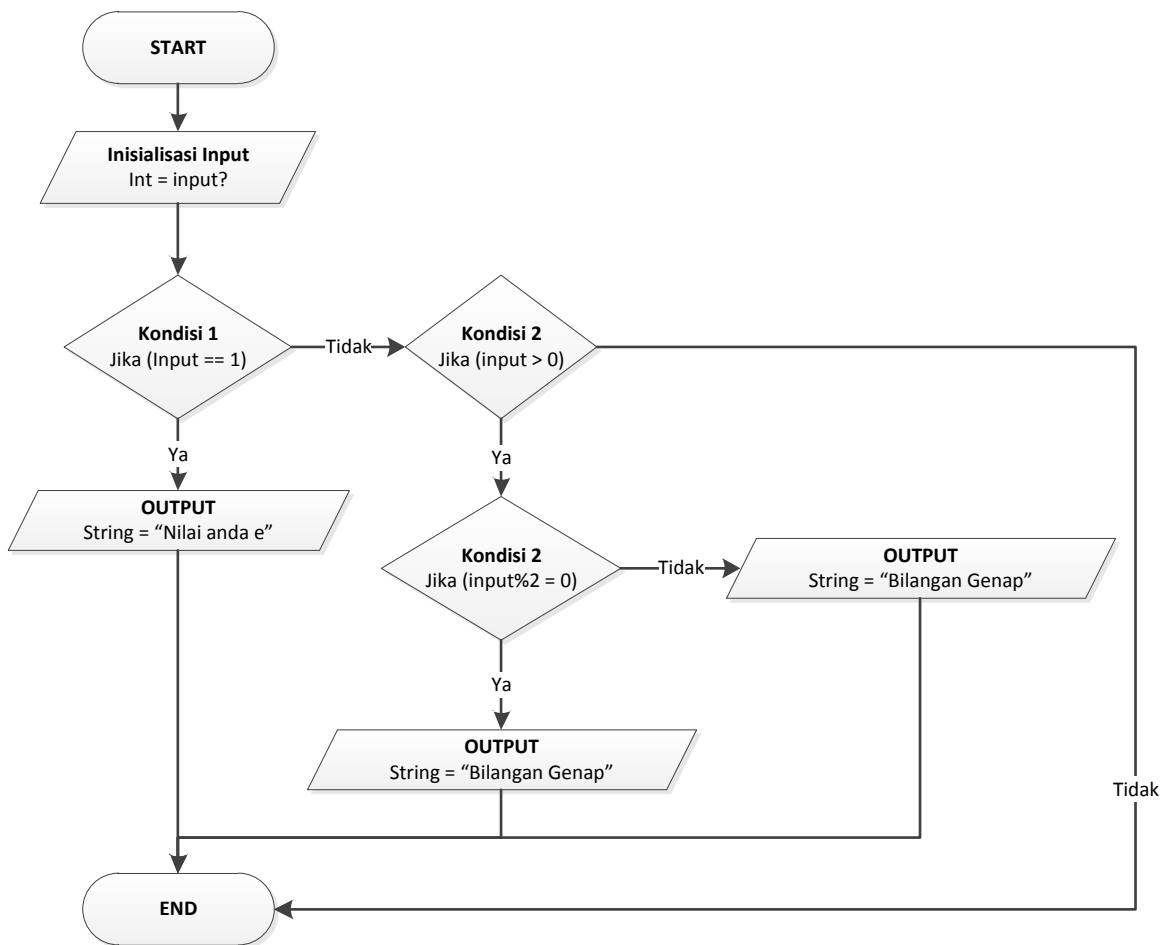 START
Inisialisasi Input
Int = input?
Kondisi 1
Jika (Input == 1)
Tidak
Kondisi 2
Jika (input > 0)
Ya
Ya
OUTPUT
String = “Nilai anda e”
Kondisi 2
Jika (input%2 = 0)
Tidak
OUTPUT
String = “Bilangan Genap”
Ya
OUTPUT
String = “Bilangan Genap”
Tidak
END